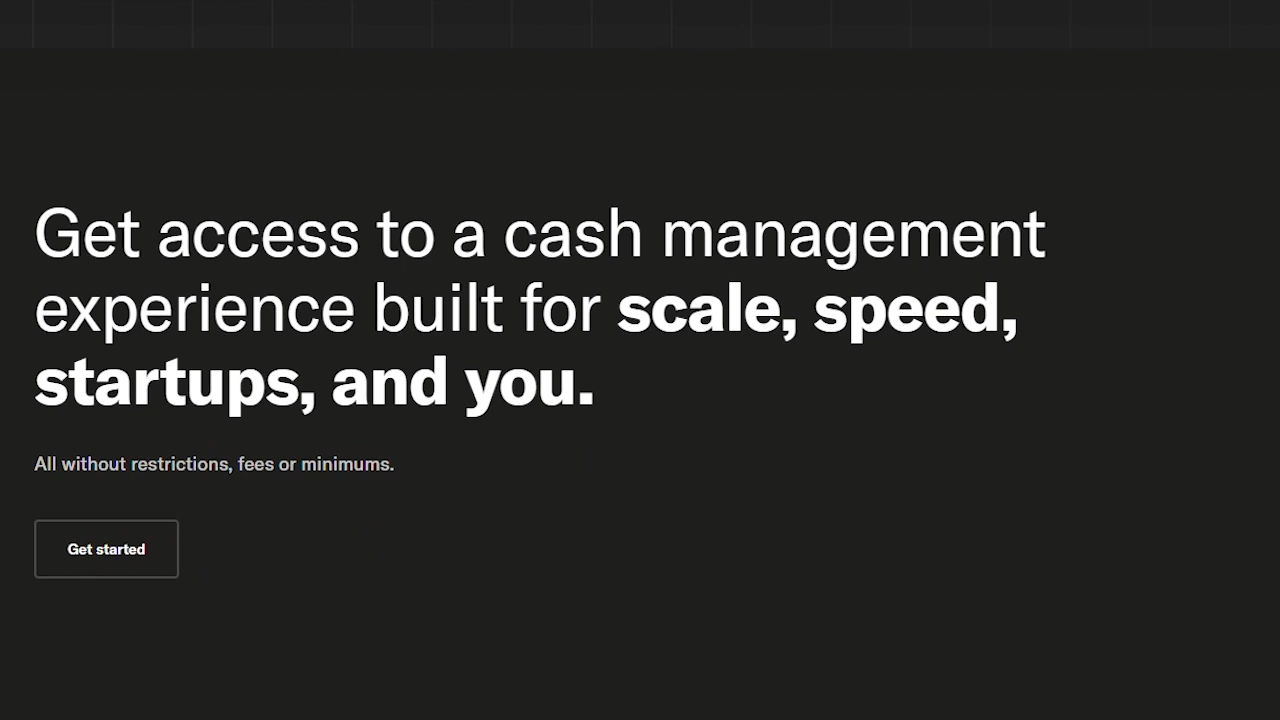 Get access to a cash management
experience built for scale, speed,
startups, and you.
All without restrictions, fees or minimums.
Get started